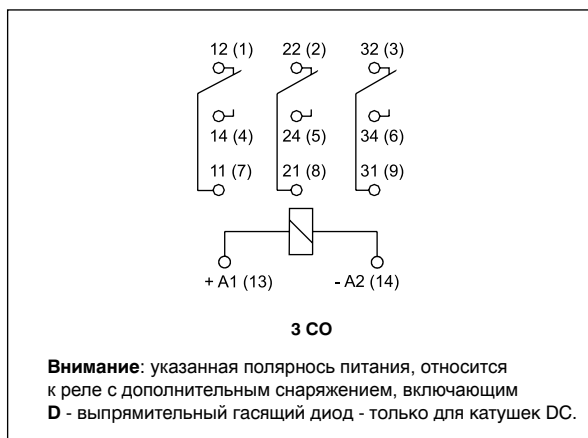 12 (1) 22 (2) 32 (3)
14 (4) 24 (5) 34 (6)
11 (7) 21 (8) 31 (9)
+ A1 (13) - A2 (14)
3 CO
Внимание: указанная полярнось питания, относится
к реле с дополнительным снаряжением, включающим
D - выпрямительный гасящий диод - только для катушек DC.